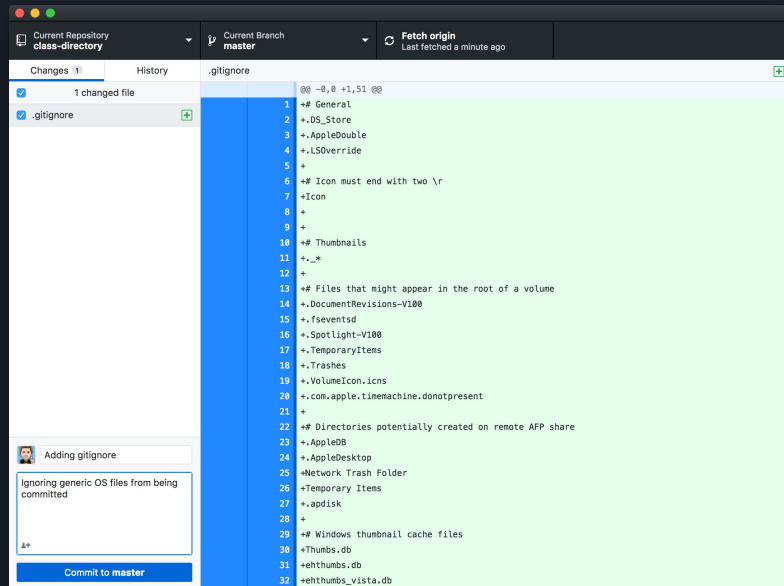 Current Repository
class-directory
Current Branch
master
Fetch origin
Last fetched a minute ago
Changes 1
History
.gitignore
1 changed file
.gitignore
@@ -0,0 +1,51 @@
1 +# General
2 +.DS_Store
3 +.AppleDouble
4 +.LSOverride
5 +
6 +# Icon must end with two \r
7 +Icon
8 +
9 +
10 +# Thumbnails
11 +._*
12 +
13 +# Files that might appear in the root of a volume
14 +.DocumentRevisions-V100
15 +.fseventsd
16 +.Spotlight-V100
17 +.TemporaryItems
18 +.Trashes
19 +.VolumeIcon.icns
20 +.com.apple.timemachine.donotpresent
21 +
22 +# Directories potentially created on remote AFP share
23 +.AppleDB
24 +.AppleDesktop
25 +Network Trash Folder
26 +Temporary Items
27 +.apdisk
28 +
29 +# Windows thumbnail cache files
30 +Thumbs.db
31 +ehthumbs.db
32 +ehthumbs_vista.db
Adding gitignore
Ignoring generic OS files from being
committed
Commit to master